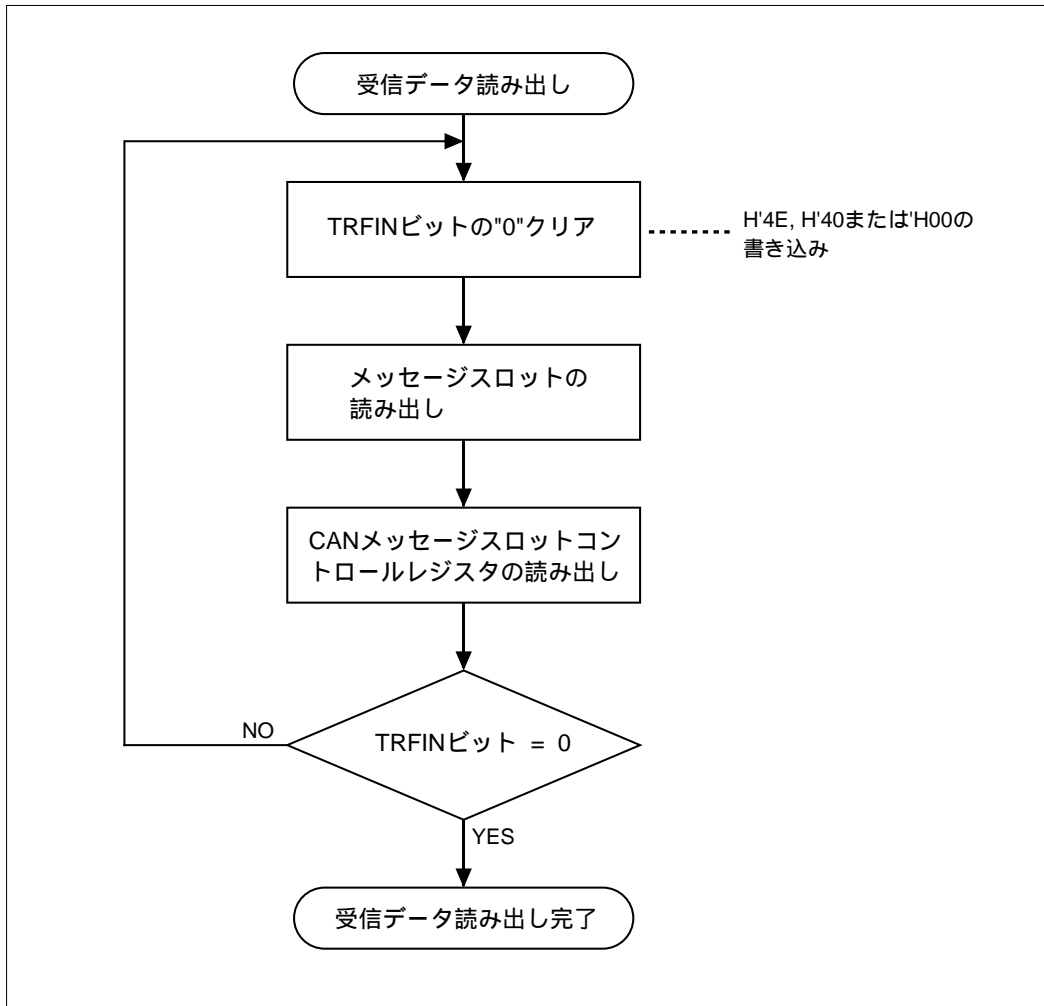 受信データ読み出し
TRFINビットの"0"クリア
H'4E, H'40または'H00の
書き込み
メッセージスロットの
読み出し
CANメッセージスロットコン
トロールレジスタの読み出し
NO
TRFINビット = 0
YES
受信データ読み出し完了